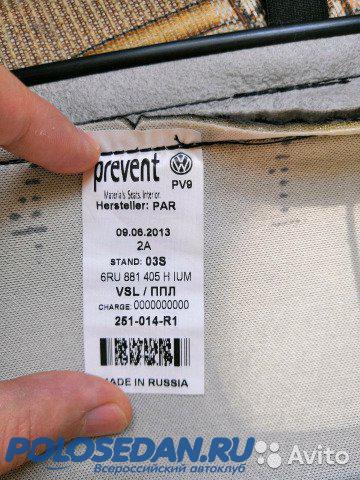 prevent
PV9
Materials. Seats. Interior.
Hersteller: PAR
09.06.2013
2A
STAND: 03S
6RU 881 405 H IUM
VSL / ППЛ
CHARGE: 0000000000
251-014-R1
MADE IN RUSSIA
POLOSEDAN.RU
Всероссийский автоклуб
Avito